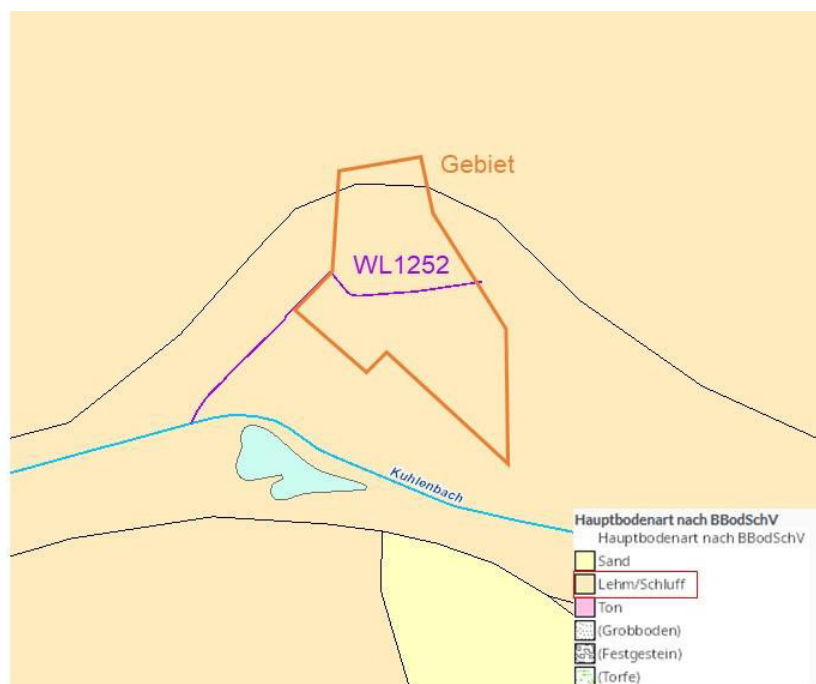 Gebiet
WL1252
Kuhlenbach
Hauptbodenart nach BBodSchV
Hauptbodenart nach BBodSchV
Sand
Lehm/Schluff
Ton
(Grobboden)
(Festgestein)
(Torfe)